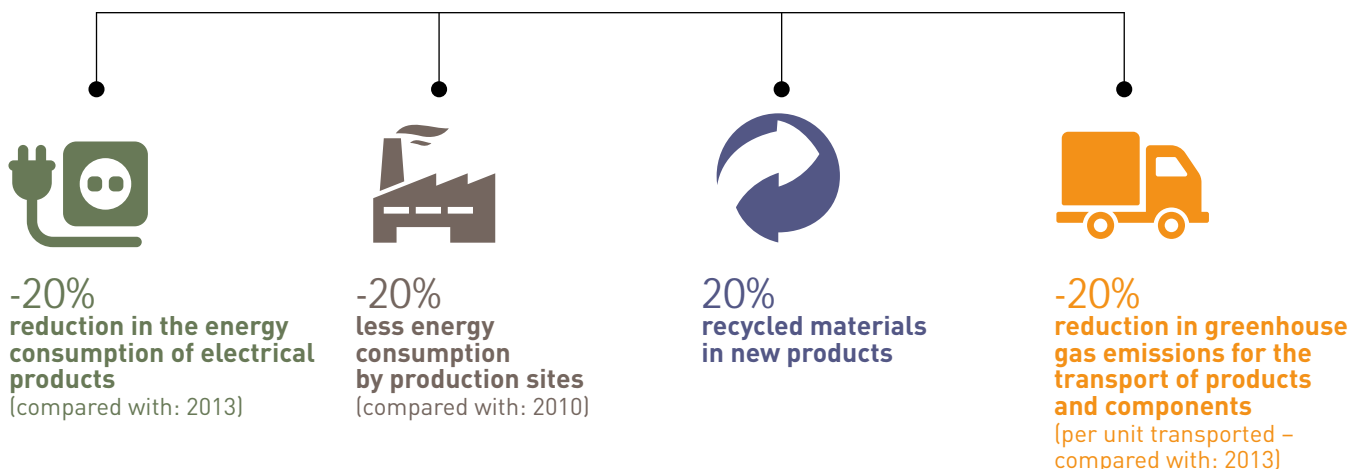 -20%
reduction in the energy
consumption of electrical
products
(compared with: 2013)
-20%
less energy
consumption
by production sites
(compared with: 2010)
20%
recycled materials
in new products
-20%
reduction in greenhouse
gas emissions for the
transport of products
and components
(per unit transported –
compared with: 2013)